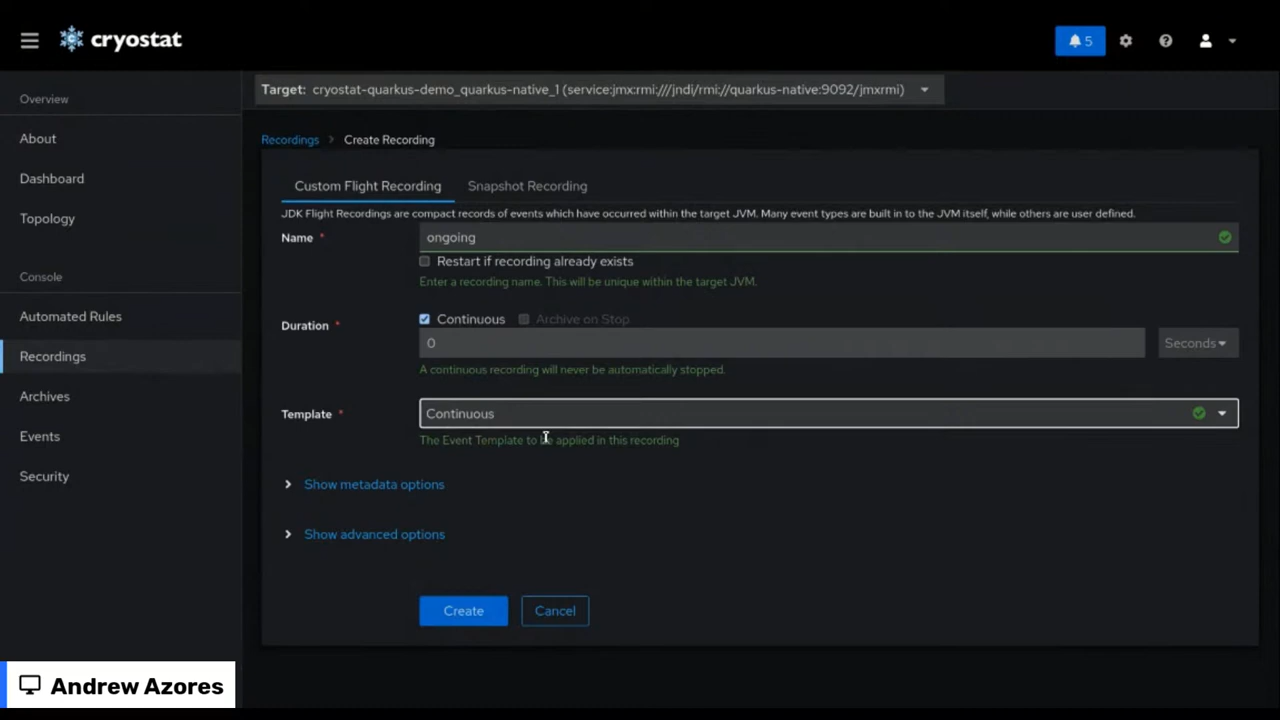 cryostat
5
Overview
About
Dashboard
Topology
Console
Automated Rules
Recordings
Archives
Events
Security
Target: cryostat-quarkus-demo_quarkus-native_1 (service:jmx:rmi:///jndi/rmi://quarkus-native:9092/jmxrmi)
Recordings > Create Recording
Custom Flight Recording Snapshot Recording
JDK Flight Recordings are compact records of events which have occurred within the target JVM. Many event types are built in to the JVM itself, while others are user defined.
Name * ongoing
Restart if recording already exists
Enter a recording name. This will be unique within the target JVM.
Duration * Continuous Archive on Stop
0 Seconds
A continuous recording will never be automatically stopped.
Template * Continuous
The Event Template to be applied in this recording
Show metadata options
Show advanced options
Create Cancel
Andrew Azores